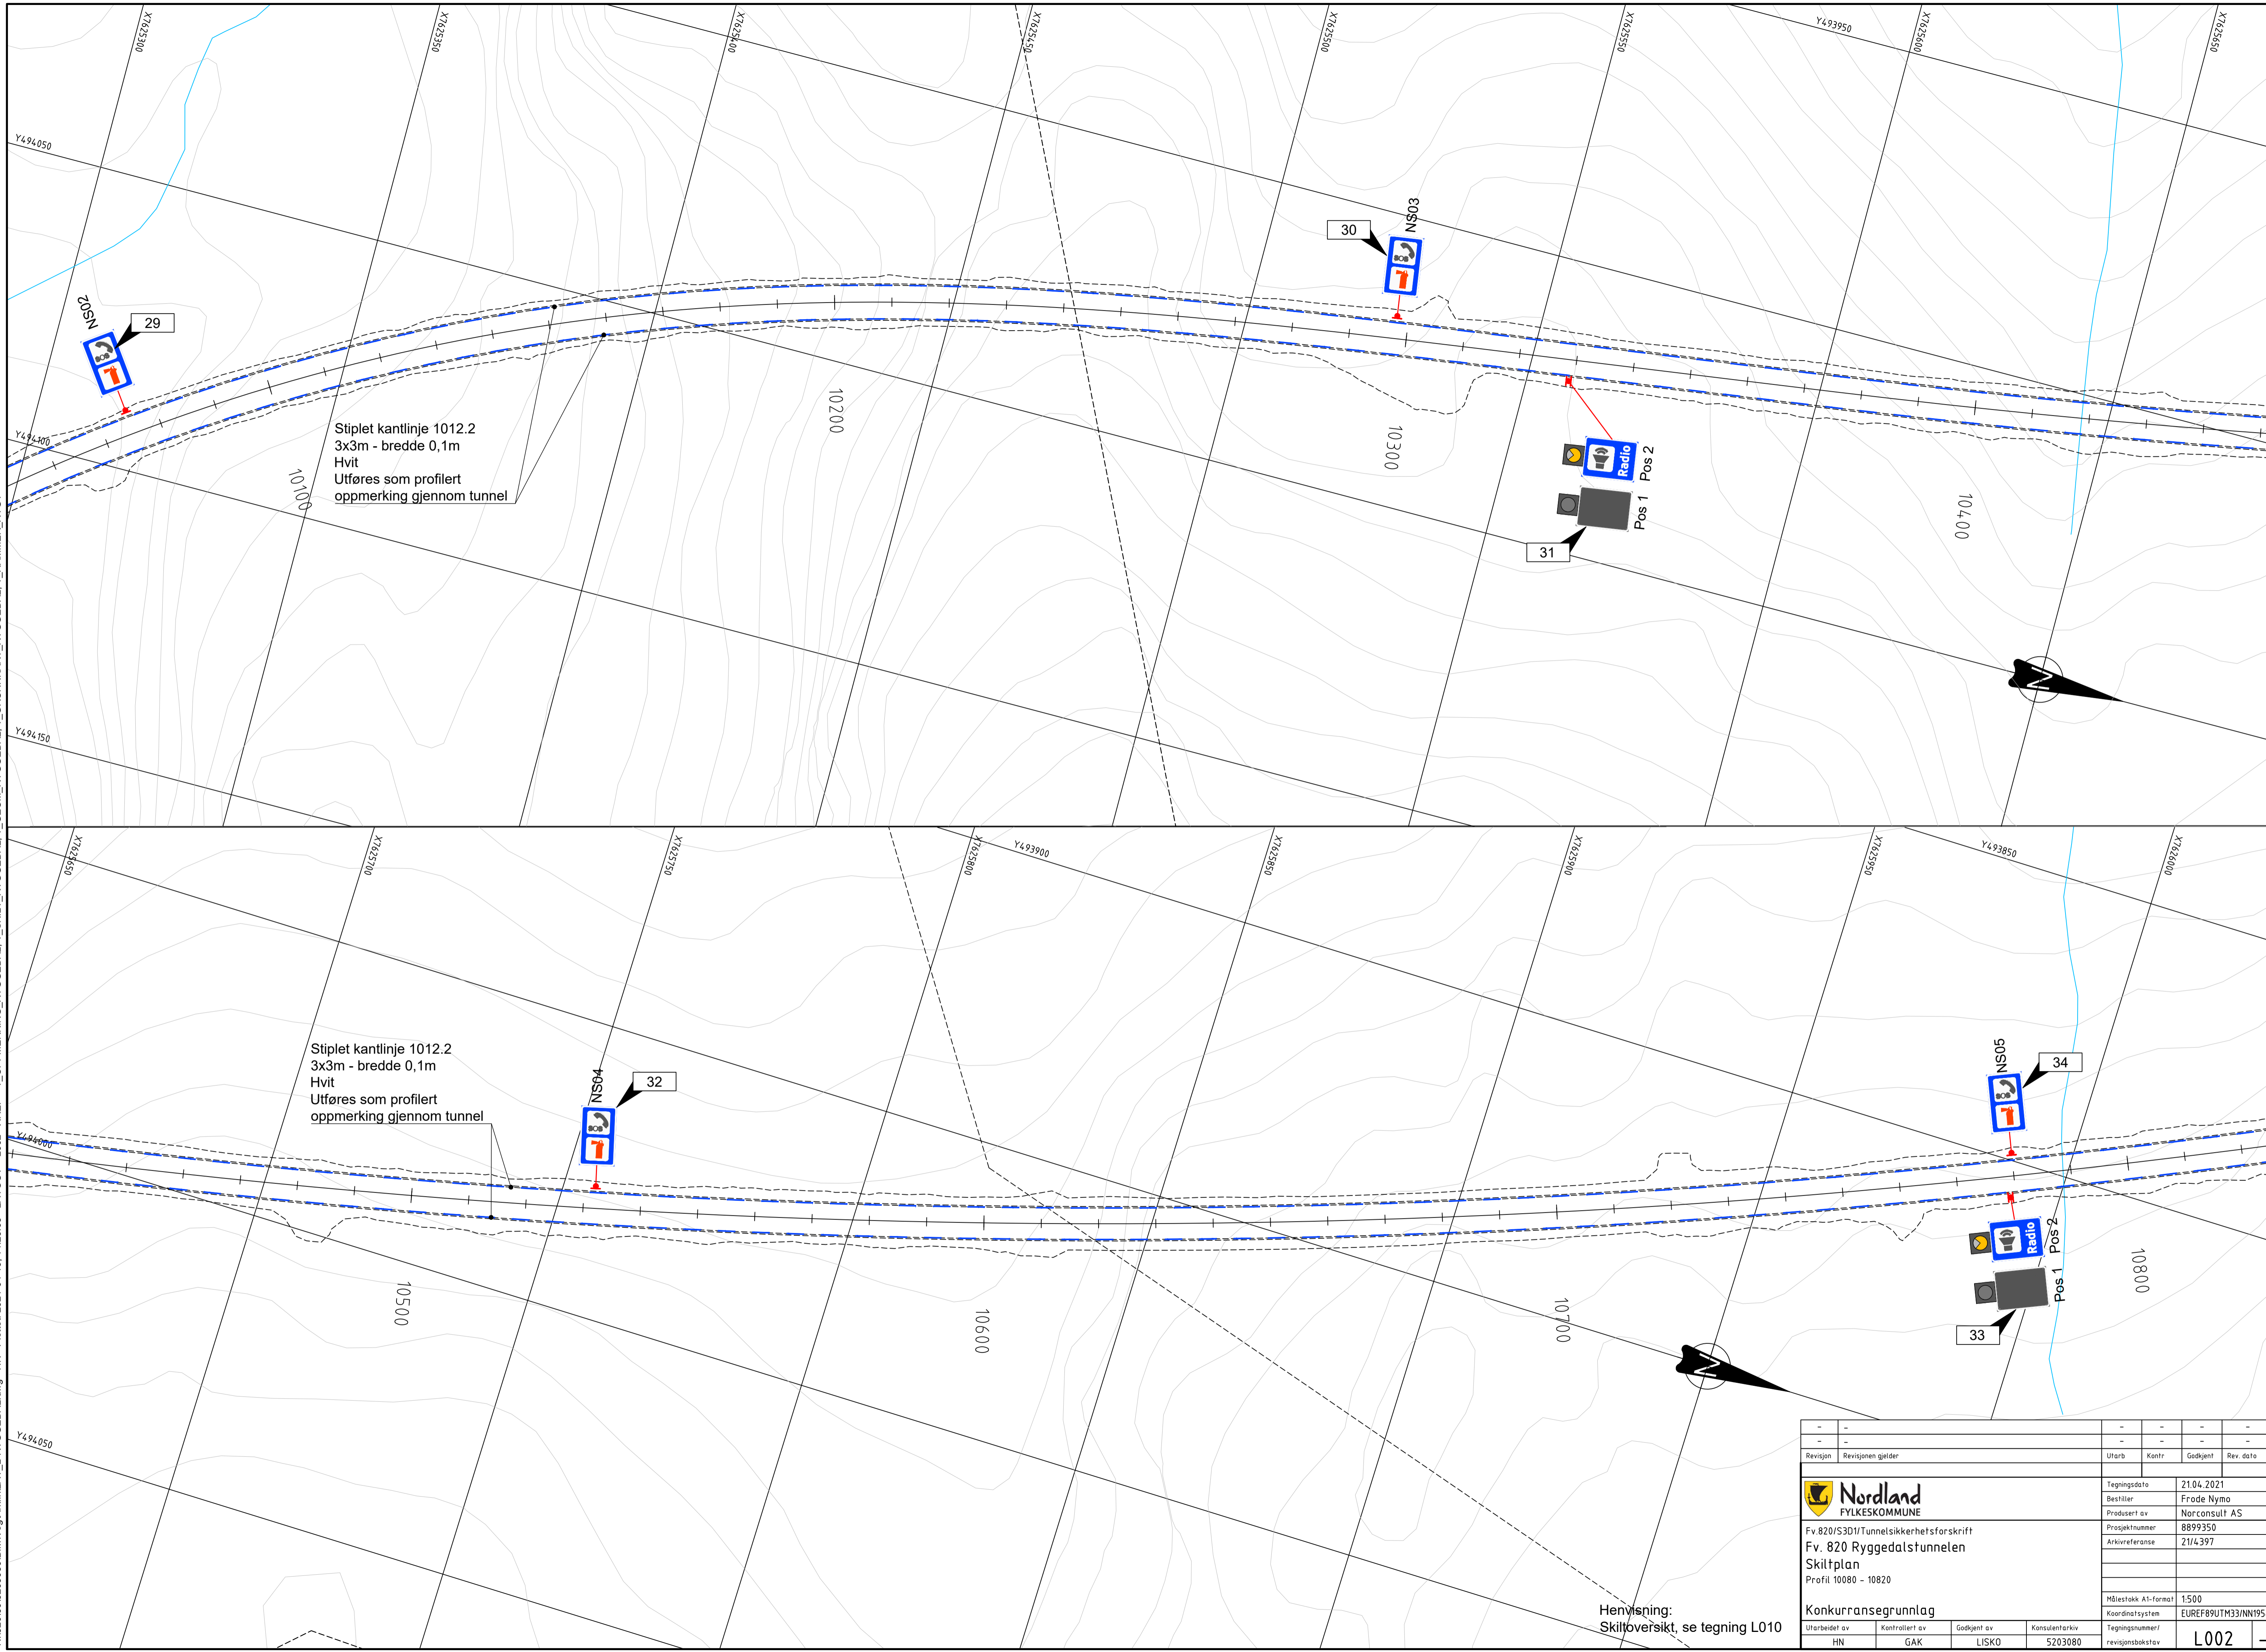 X7625300
X7625350
X7625400
X7625450
X7625500
X7625550
Y493950
X7625600
X7625650
Y494050
NS02
29
NS03
30
SOS
SOS
Y494100
10100
Stiplet kantlinje 1012.2
3x3m - bredde 0,1m
Hvit
Utføres som profilert
oppmerking gjennom tunnel
10200
10300
Radio
Pos 2
Pos 1
31
10400
N
Y494150
X7625650
X7625700
X7625750
X7625800
Y493900
X7625850
X7625900
X7625950
Y493850
X7626000
Stiplet kantlinje 1012.2
3x3m - bredde 0,1m
Hvit
Utføres som profilert
oppmerking gjennom tunnel
NS04
32
SOS
NS05
34
SOS
Y494000
10500
10600
10700
Radio
Pos 2
Pos 1
33
10800
N
Y494050
Henvisning:
Skiltoversikt, se tegning L010
- - - - - -
- - - - - -
Revisjon Revisjonen gjelder Utarb Kontr Godkjent Rev. dato
Nordland
FYLKESKOMMUNE
Tegningsdato 21.04.2021
Bestiller Frode Nymo
Produsert av Norconsult AS
Prosjektnummer 8899350
Arkivreferanse 21/4397
Fv.820/S3D1/Tunnelsikkerhetsforskrift
Fv. 820 Ryggedalstunnelen
Skiltplan
Profil 10080 - 10820
Konkurransegrunnlag
Målestokk A1-format 1:500
Koordinatsystem EUREF89UTM33/NN195
Utarbeidet av Kontrollert av Godkjent av Konsulentarkiv
HN GAK LISKO 5203080
Tegningsnummer/
revisjonsbokstav L002